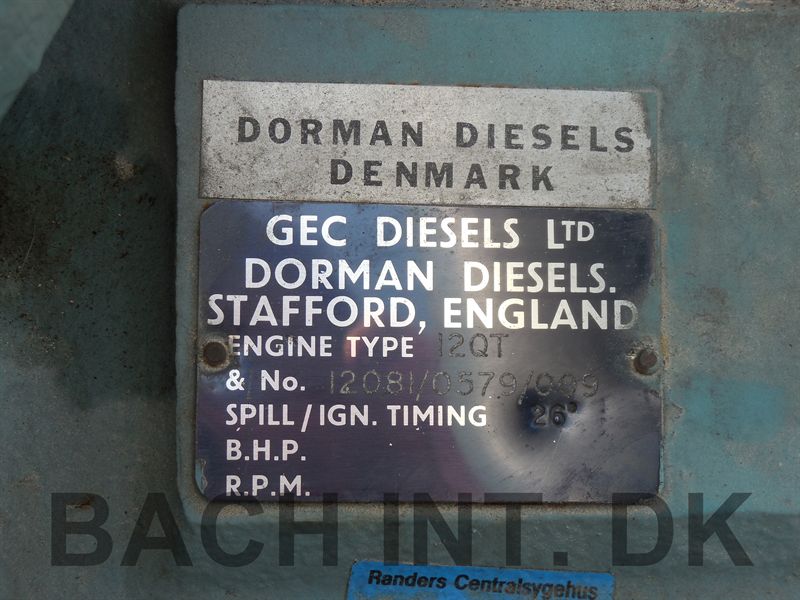 DORMAN DIESELS
DENMARK
GEC DIESELS LTD
DORMAN DIESELS.
STAFFORD, ENGLAND
ENGINE TYPE 12QT
& No. 12081/0579/099
SPILL/IGN. TIMING 26°
B.H.P.
R.P.M.
BACH INT. DK
Randers Centralsygehus